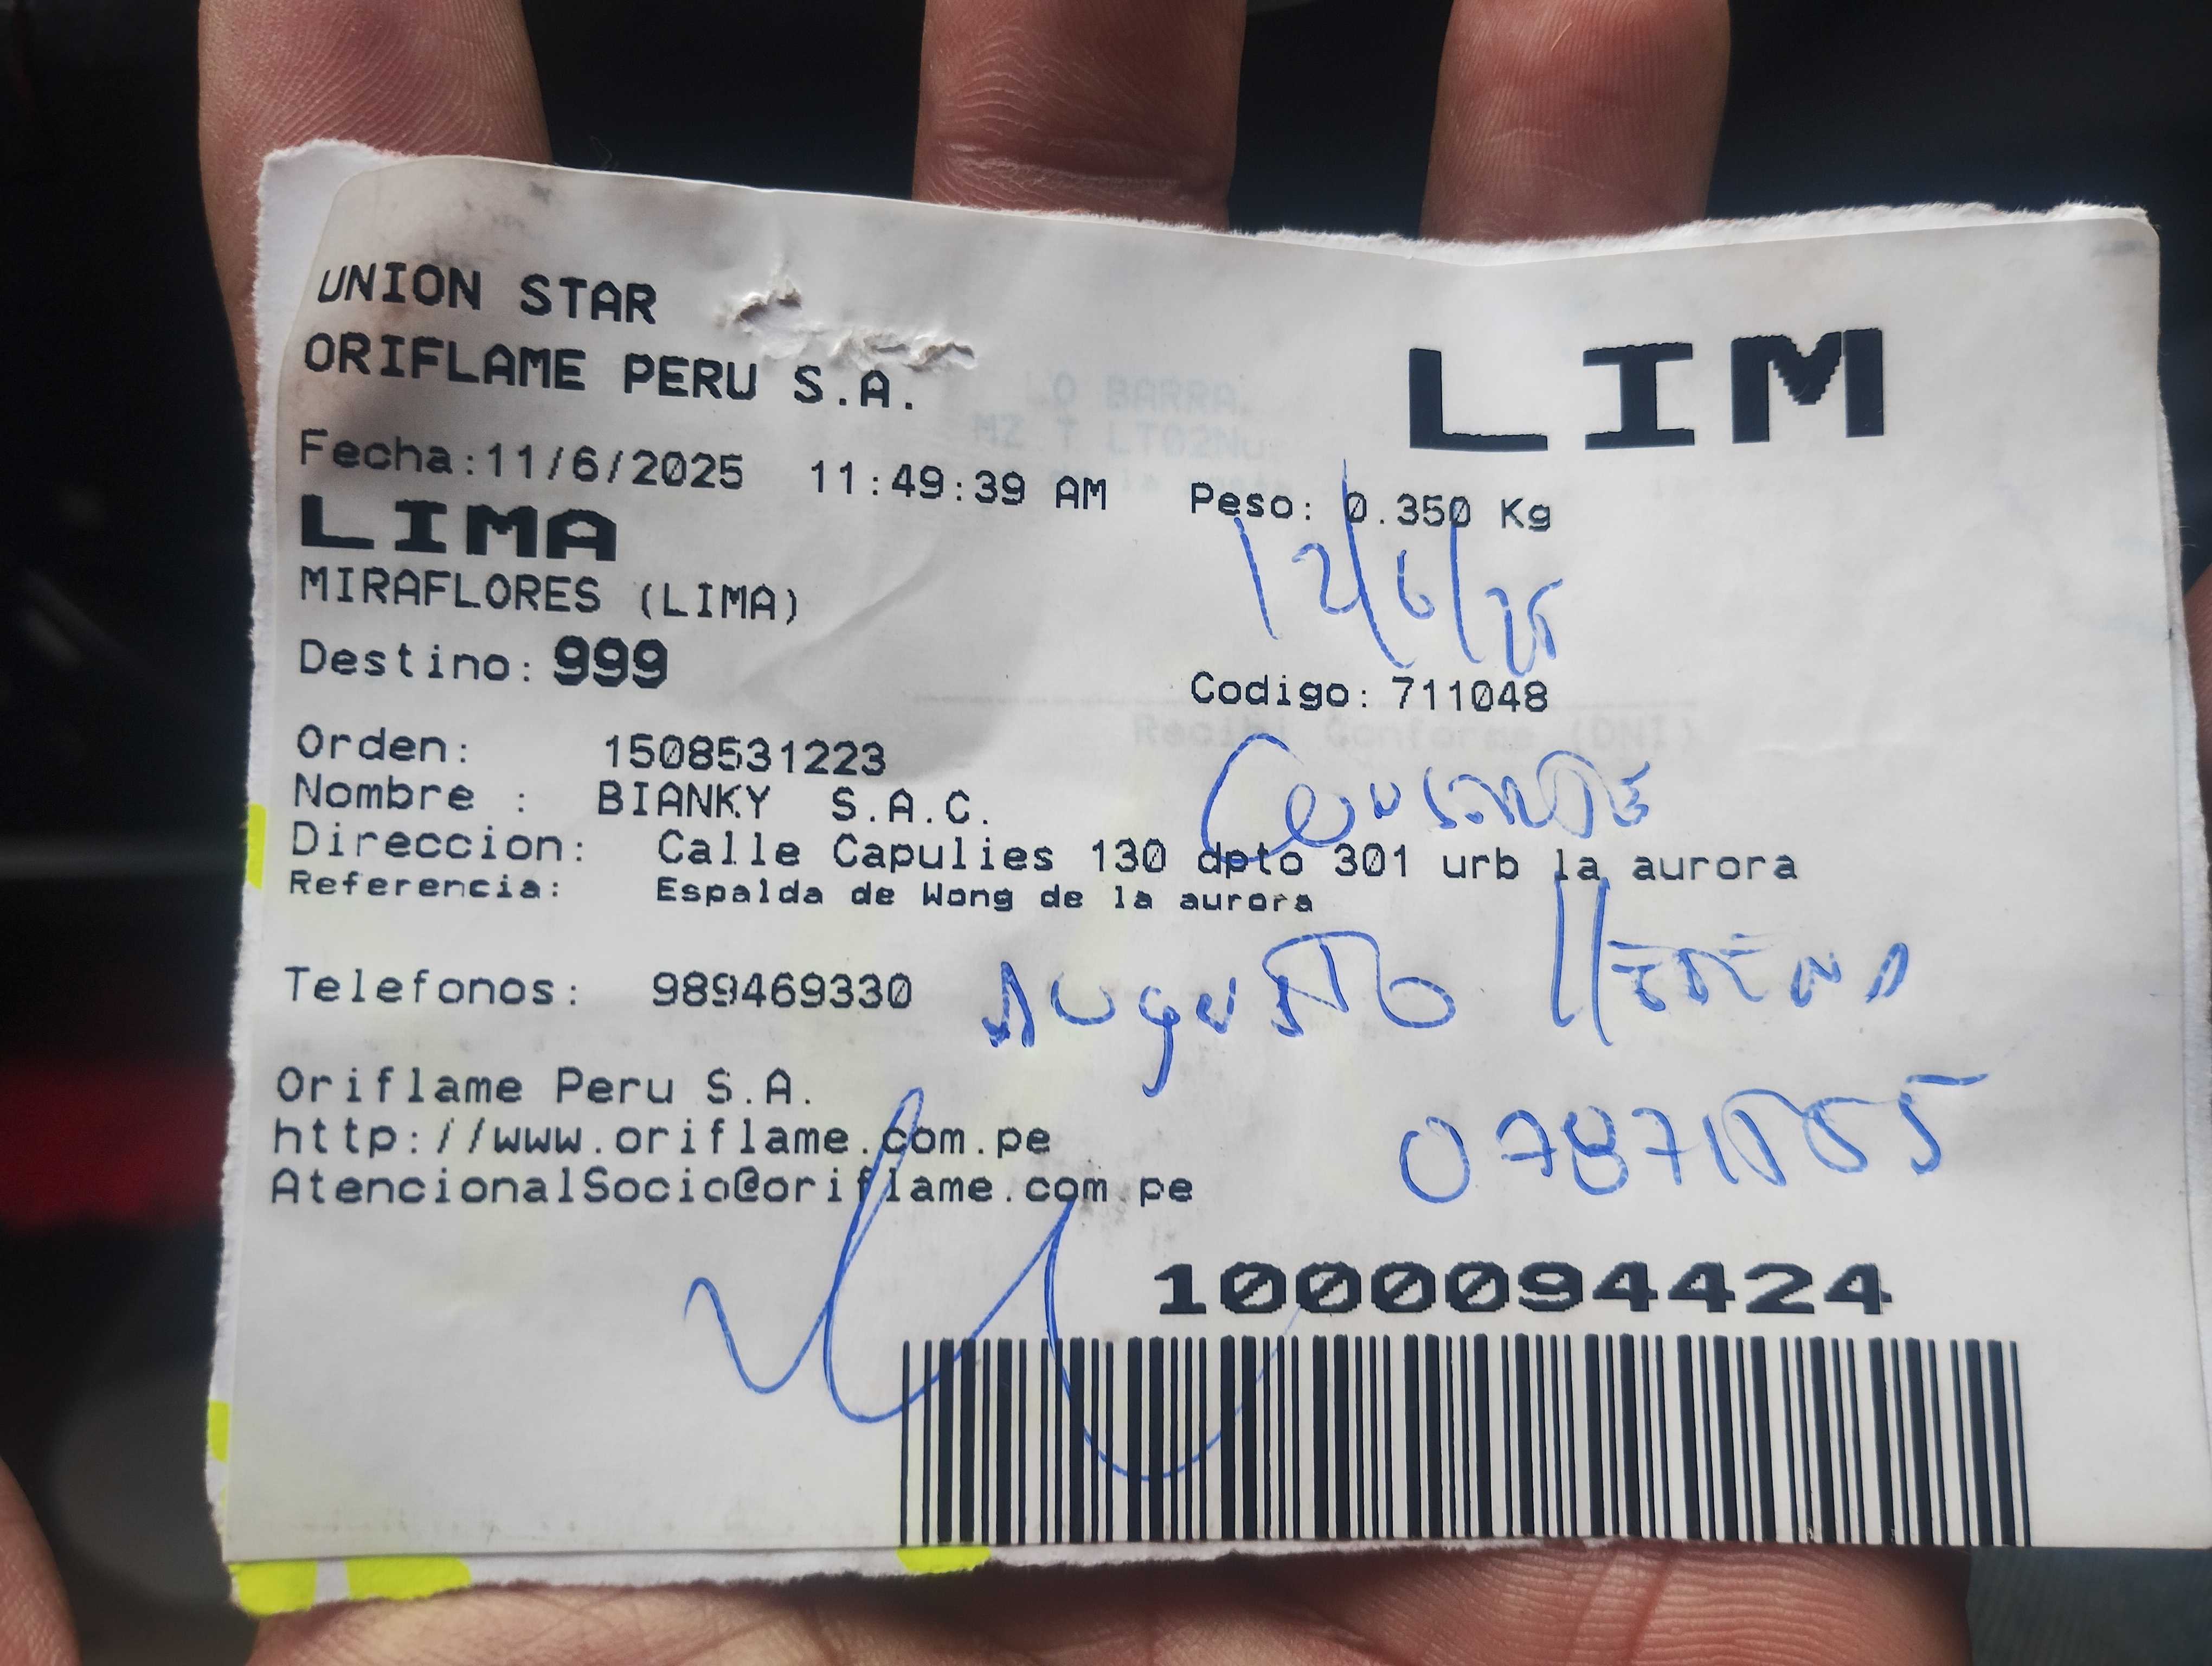 UNION STAR
ORIFLAME PERU S.A.
LIM
Fecha:11/6/2025 11:49:39 AM Peso: 0.350 Kg
LIMA
12/6/25
MIRAFLORES (LIMA)
Destino: 999
Codigo: 711048
Orden: 1508531223
Nombre : BIANKY S.A.C.
Direccion: Calle Capulies 130 dpto 301 urb la aurora
Referencia: Espalda de Wong de la aurora
Telefonos: 989469330
Augusto
Oriflame Peru S.A.
http://www.oriflame.com.pe
AtencionalSocio@oriflame.com pe
1000094424